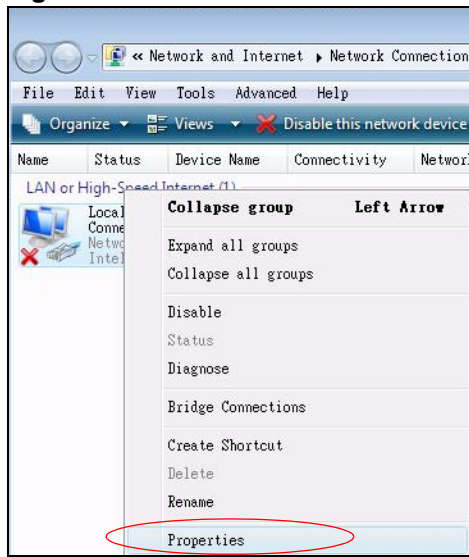 « Network and Internet ▸ Network Connection
File Edit View Tools Advanced Help
Organize Views Disable this network device
Name Status Device Name Connectivity Networ
LAN or High-Speed Internet (1)
Local
Conne
Netwo
Intel
Collapse group Left Arrow
Expand all groups
Collapse all groups
Disable
Status
Diagnose
Bridge Connections
Create Shortcut
Delete
Rename
Properties